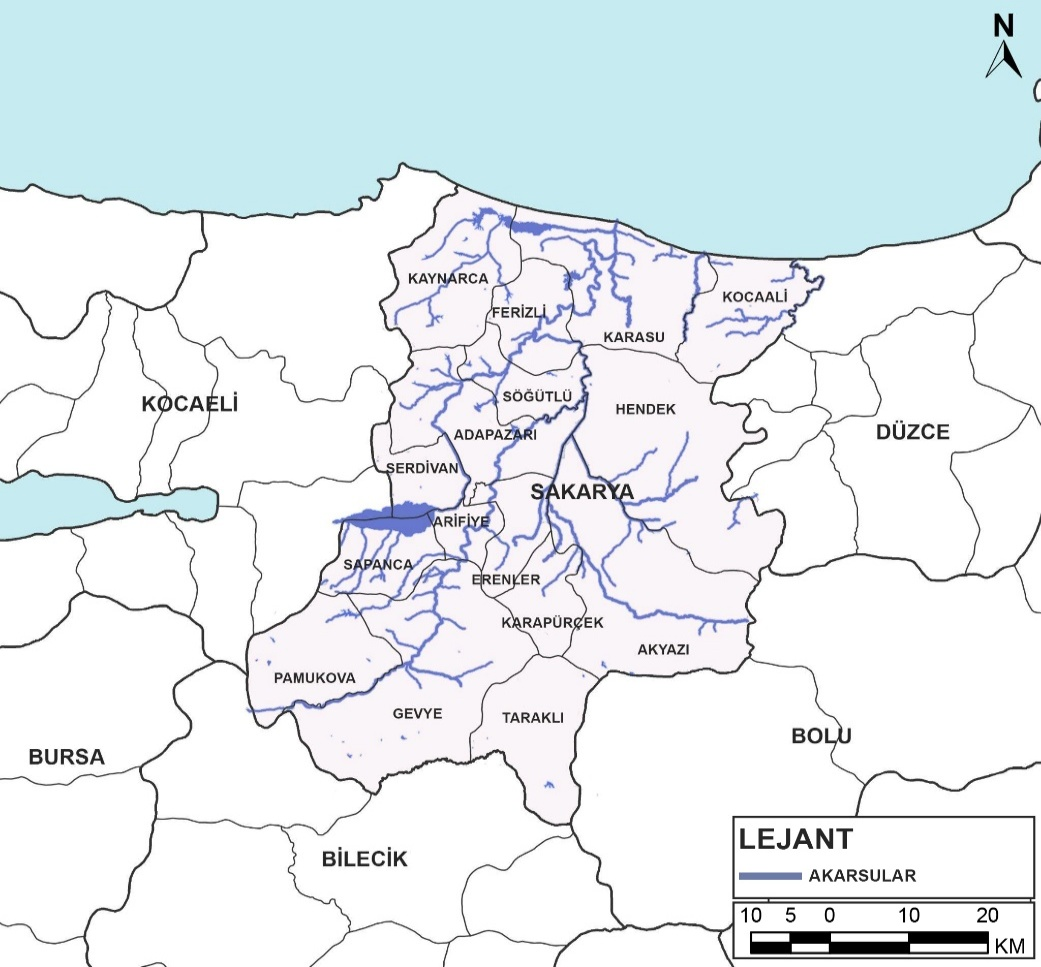 N
KAYNARCA
KOCAALİ
FERİZLİ
KARASU
SÖĞÜTLÜ
KOCAELİ
HENDEK
DÜZCE
ADAPAZARI
SERDİVAN
SAKARYA
ARİFİYE
SAPANCA
ERENLER
KARAPÜRÇEK
AKYAZI
PAMUKOVA
GEVYE
TARAKLI
BOLU
BURSA
BİLECİK
LEJANT
AKARSULAR
10 5 0 10 20
KM